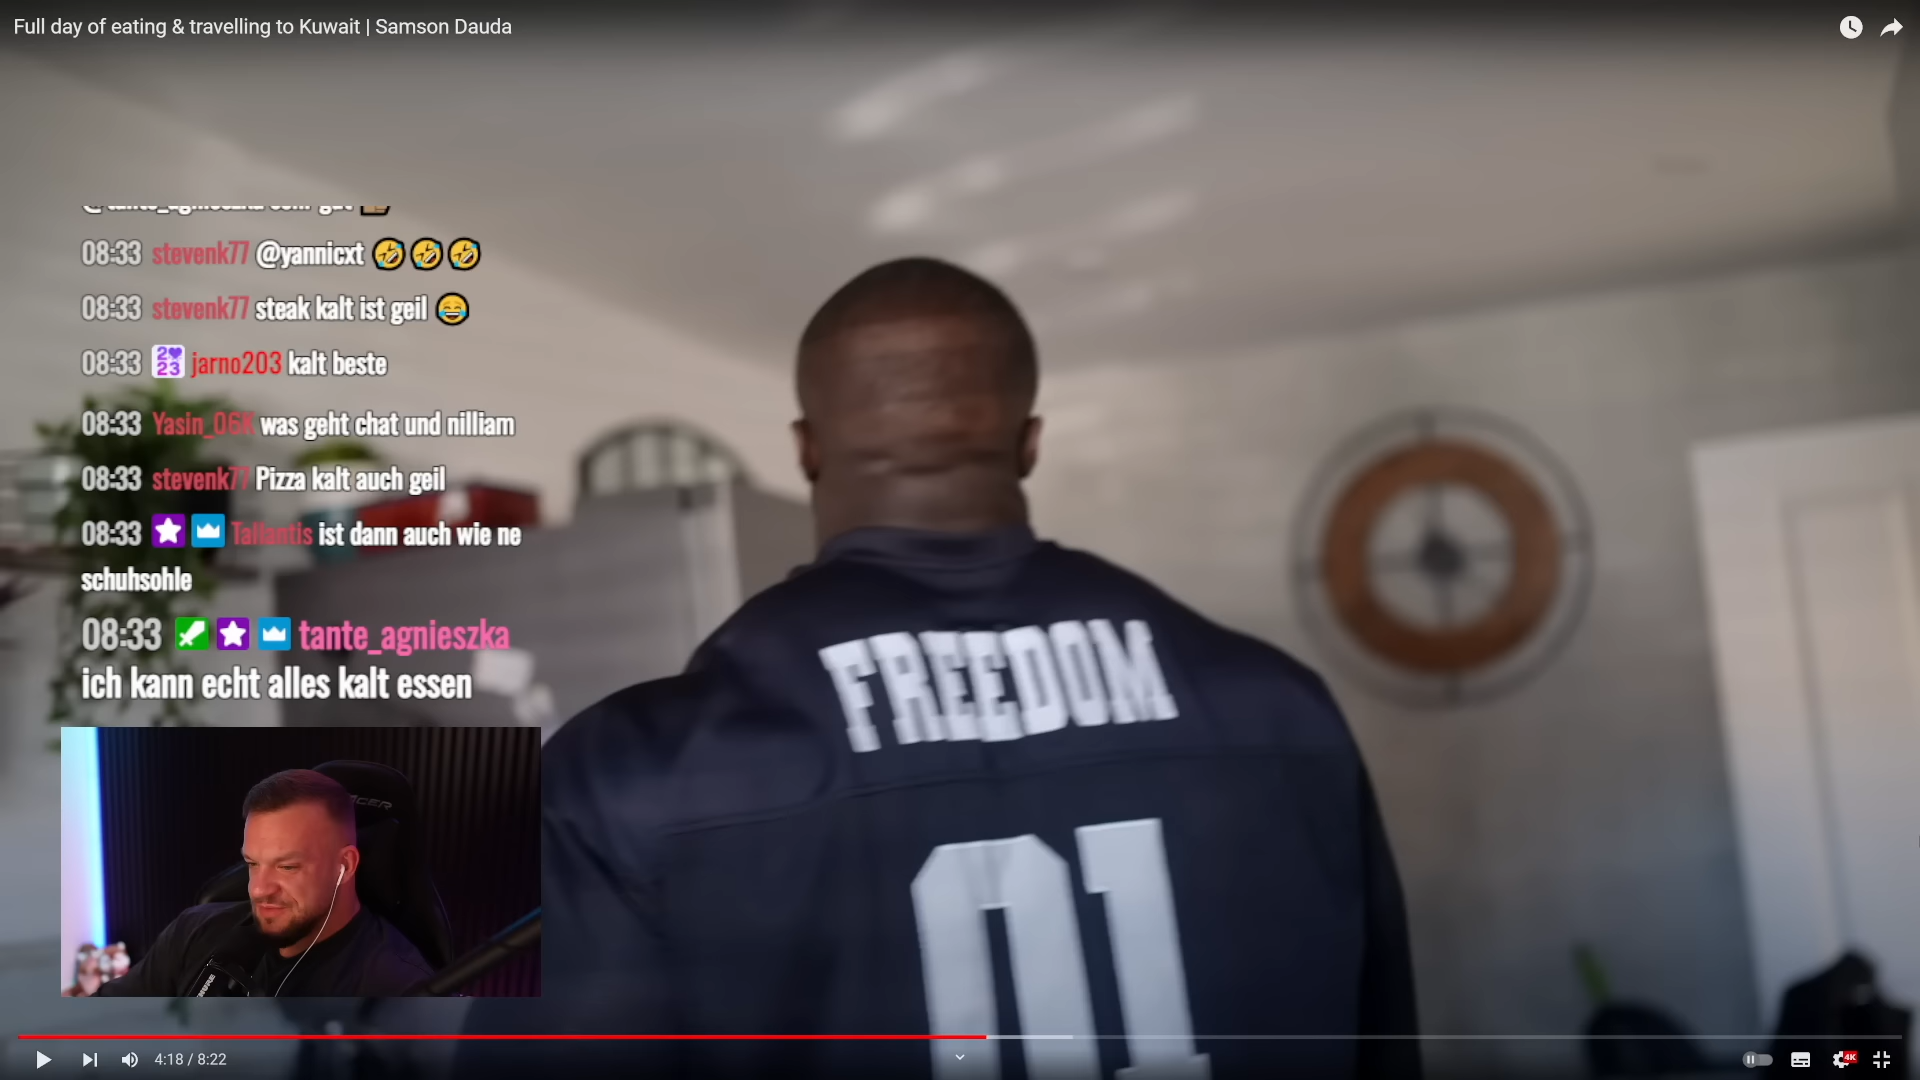 Full day of eating & travelling to Kuwait | Samson Dauda
08:33 stevenk77 @yannicxt 🤣🤣🤣
08:33 stevenk77 steak kalt ist geil 😂
08:33 jarno203 kalt beste
08:33 Yasin_06K was geht chat und nilliam
08:33 stevenk77 Pizza kalt auch geil
08:33 Tallantis ist dann auch wie ne
schuhsohle
08:33 tante_agnieszka
ich kann echt alles kalt essen
FREEDOM
01
4:18 / 8:22
4K